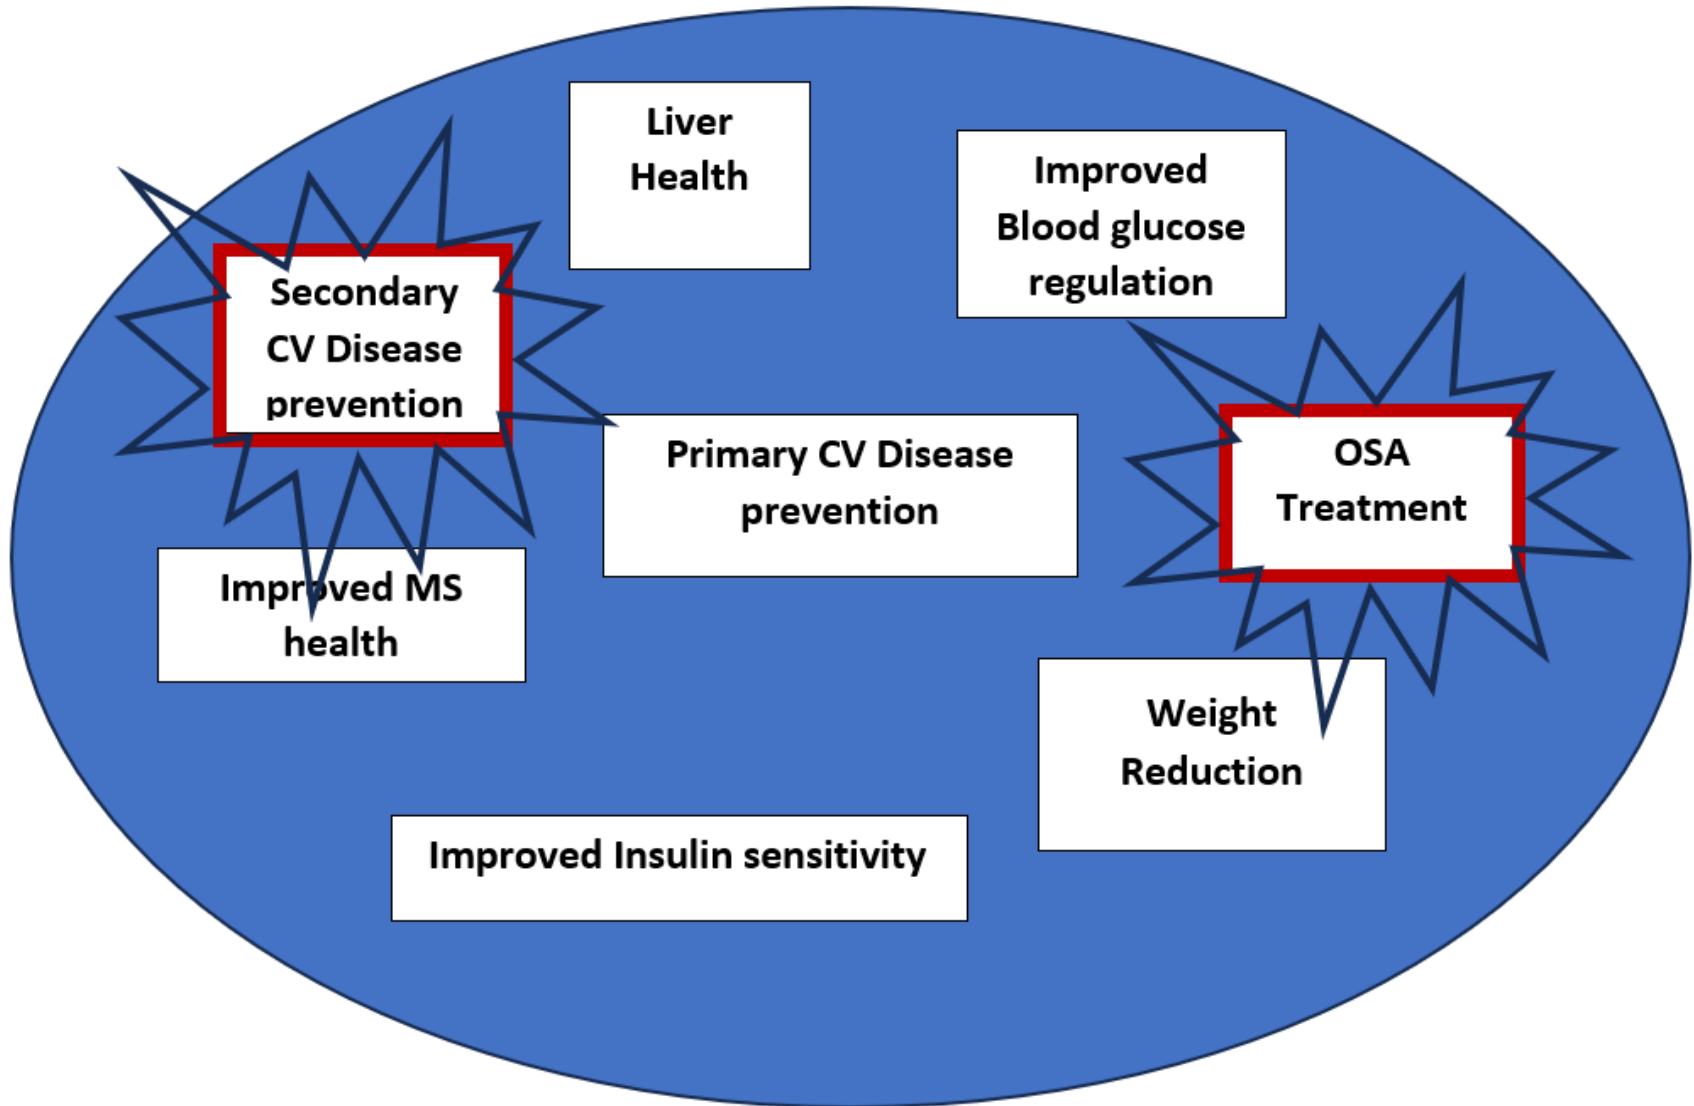 Liver
Health
Improved
Blood glucose
regulation
Secondary
CV Disease
prevention
Primary CV Disease
prevention
OSA
Treatment
Improved MS
health
Weight
Reduction
Improved Insulin sensitivity